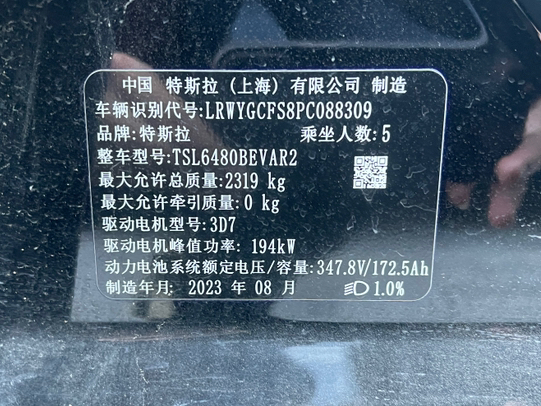 中国 特斯拉(上海)有限公司 制造
车辆识别代号:LRWYGCFS8PC088309
品牌:特斯拉 乘坐人数:5
整车型号:TSL6480BEVAR2
最大允许总质量:2319 kg
最大允许牵引质量:0 kg
驱动电机型号:3D7
驱动电机峰值功率: 194kW
动力电池系统额定电压/容量:347.8V/172.5Ah
制造年月: 2023 年 08 月 1.0%